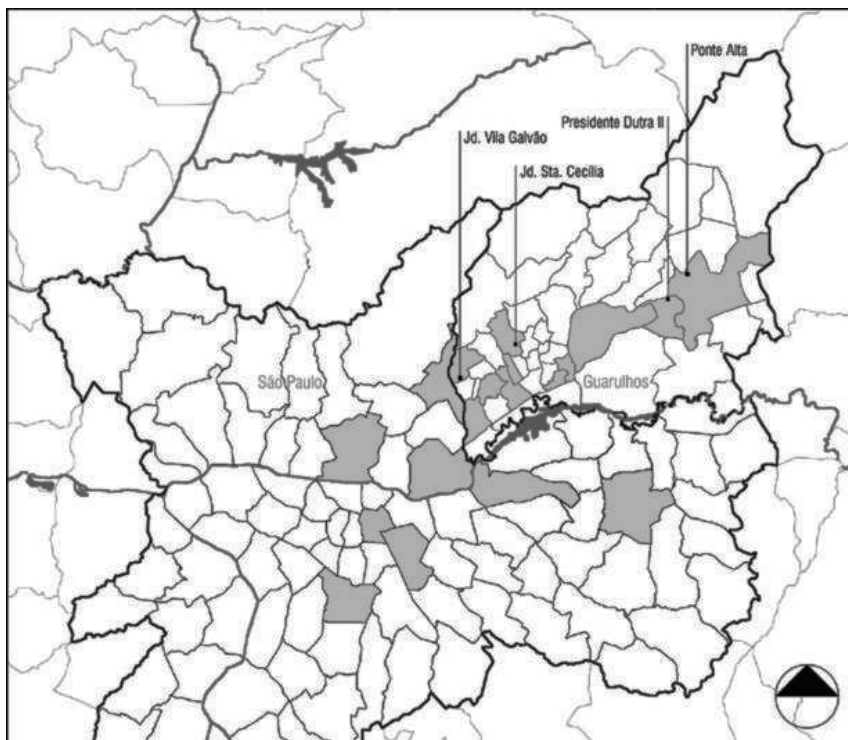 Ponte Alta
Presidente Dutra II
Jd. Vila Galvão
Jd. Sta. Cecília
São Paulo
Guarulhos